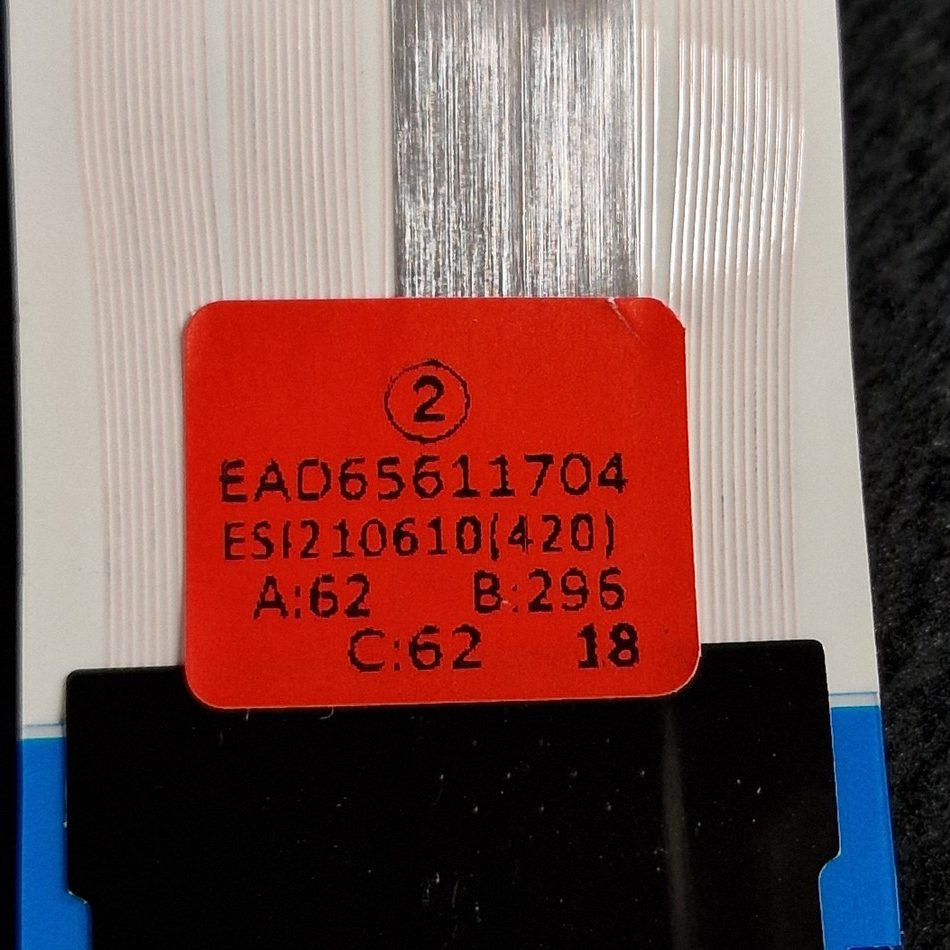 ②
EAD65611704
ESI210610(420)
A:62 B:296
C:62 18